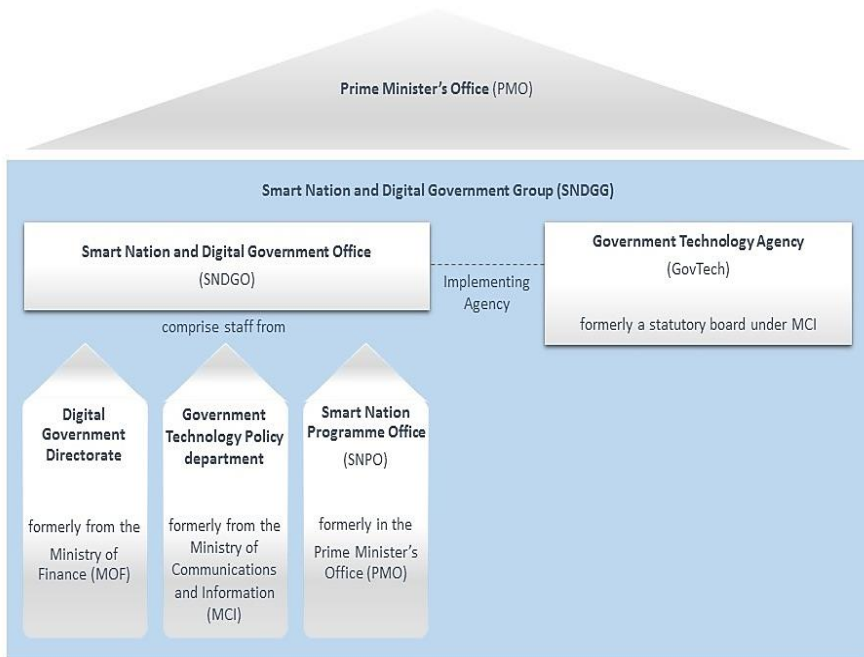 Prime Minister's Office (PMO)
Smart Nation and Digital Government Group (SNDGG)
Smart Nation and Digital Government Office
(SNDGO)
Implementing
Agency
Government Technology Agency
(GovTech)
formerly a statutory board under MCI
comprise staff from
Digital
Government
Directorate
formerly from the
Ministry of
Finance (MOF)
Government
Technology Policy
department
formerly from the
Ministry of
Communications
and Information
(MCI)
Smart Nation
Programme Office
(SNPO)
formerly in the
Prime Minister's
Office (PMO)